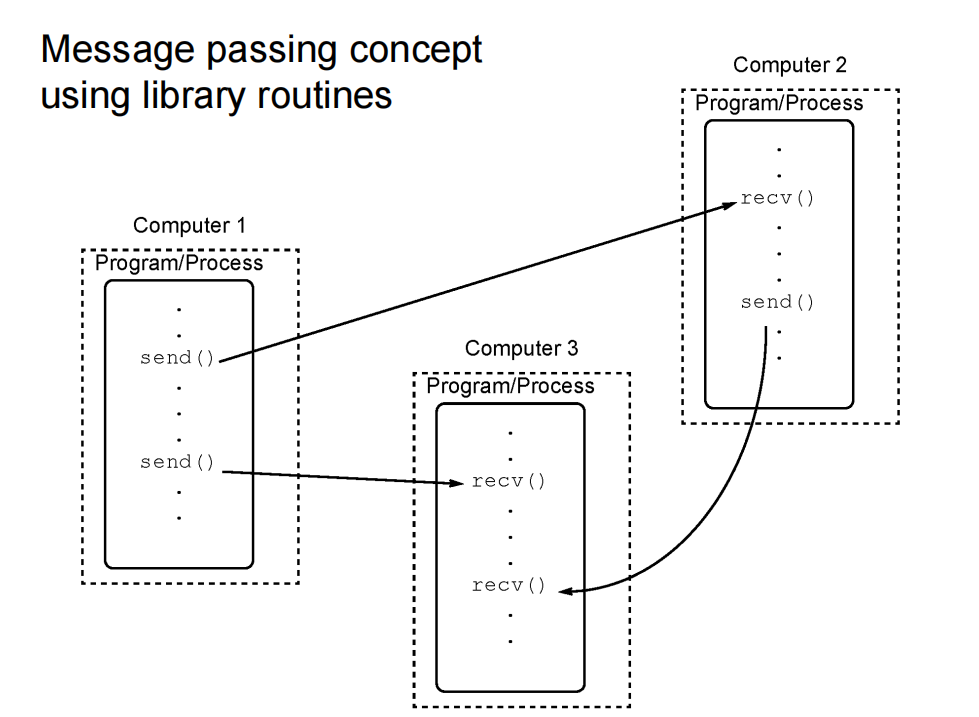 Message passing concept
using library routines
Computer 2
Program/Process
.
.
recv()
.
.
.
send()
.
.
Computer 1
Program/Process
.
.
send()
.
.
.
send()
.
.
Computer 3
Program/Process
.
.
recv()
.
.
.
recv()
.
.